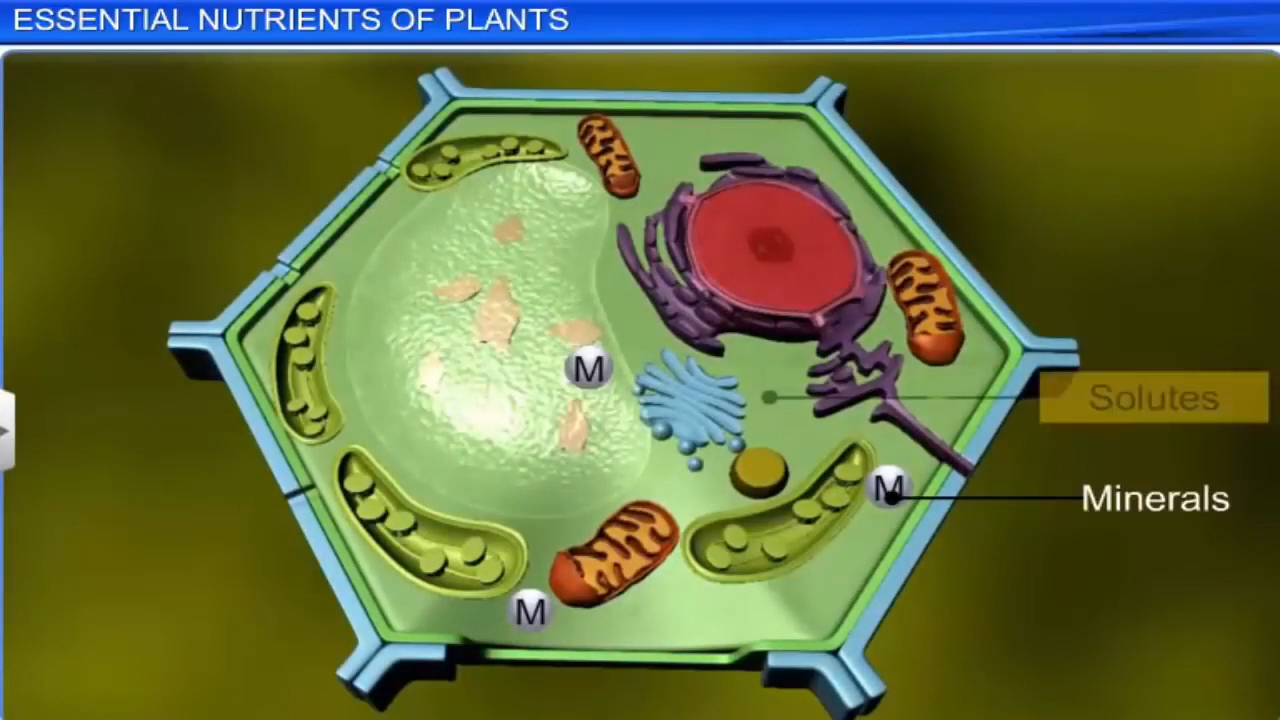 ESSENTIAL NUTRIENTS OF PLANTS
M
Solutes
M
Minerals
M